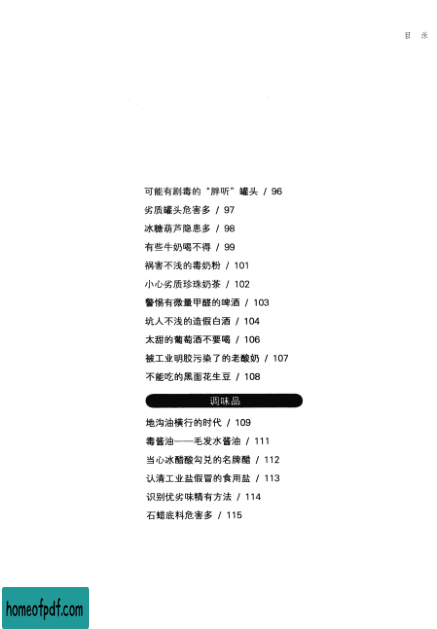 目 录
可能有剧毒的“胖听”罐头 / 96
劣质罐头危害多 / 97
冰糖葫芦隐患多 / 98
有些牛奶喝不得 / 99
祸害不浅的毒奶粉 / 101
小心劣质珍珠奶茶 / 102
警惕有微量甲醛的啤酒 / 103
坑人不浅的造假白酒 / 104
太甜的葡萄酒不要喝 / 106
被工业明胶污染了的老酸奶 / 107
不能吃的黑面花生豆 / 108
调味品
地沟油横行的时代 / 109
毒酱油——毛发水酱油 / 111
当心冰醋酸勾兑的名牌醋 / 112
认清工业盐假冒的食用盐 / 113
识别优劣味精有方法 / 114
石蜡底料危害多 / 115
homeofpdf.com